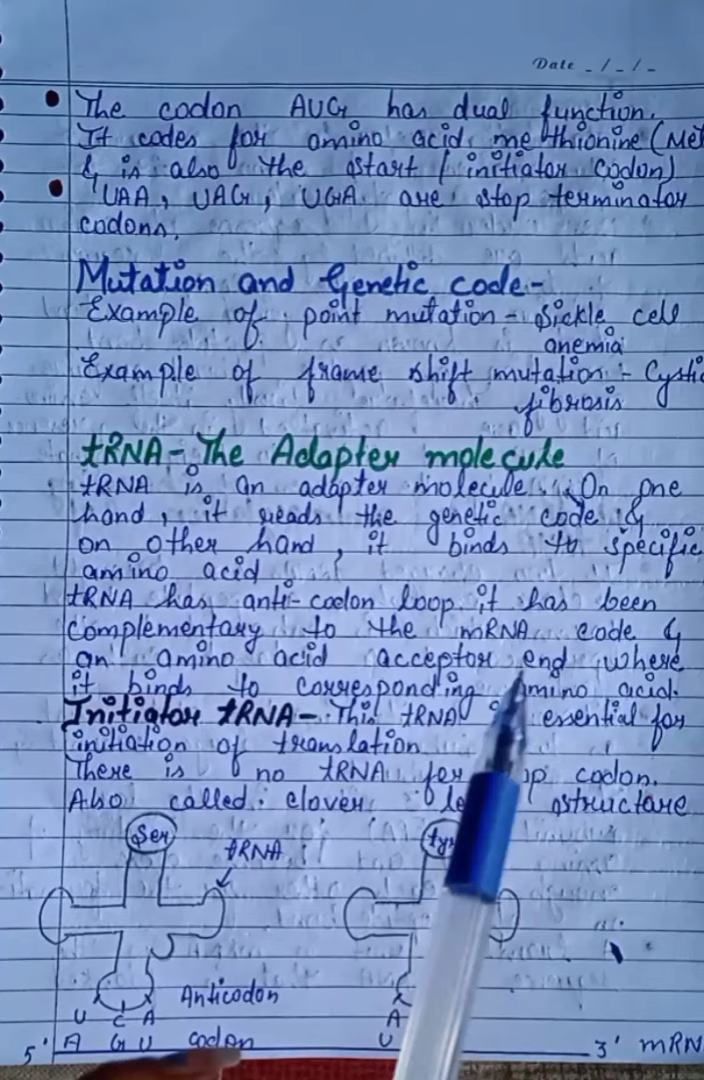 Date _/_/_
• The codon AUG has dual function.
It codes for amino acid methionine (Met
& is also the start / initiator codon)
• UAA, UAG, UGA are stop terminator
codons.
Mutation and Genetic code-
Example of point mutation - Sickle cell
anemia
Example of frame shift mutation - Cysti
fibrosis
tRNA - The Adapter molecule
tRNA is an adapter molecule. On one
hand, it reads the genetic code &
on other hand, it binds to specific
amino acid
tRNA has anti-codon loop it has been
complementary to the mRNA code &
an amino acid acceptor end where
it binds to corresponding amino acid.
Initiator tRNA - This tRNA is essential for
initiation of translation
There is no tRNA for op codon.
Also called clover le structure
Ser tRNA ty
Anticodon
U C A A
5' A G U codon U 3' mRN